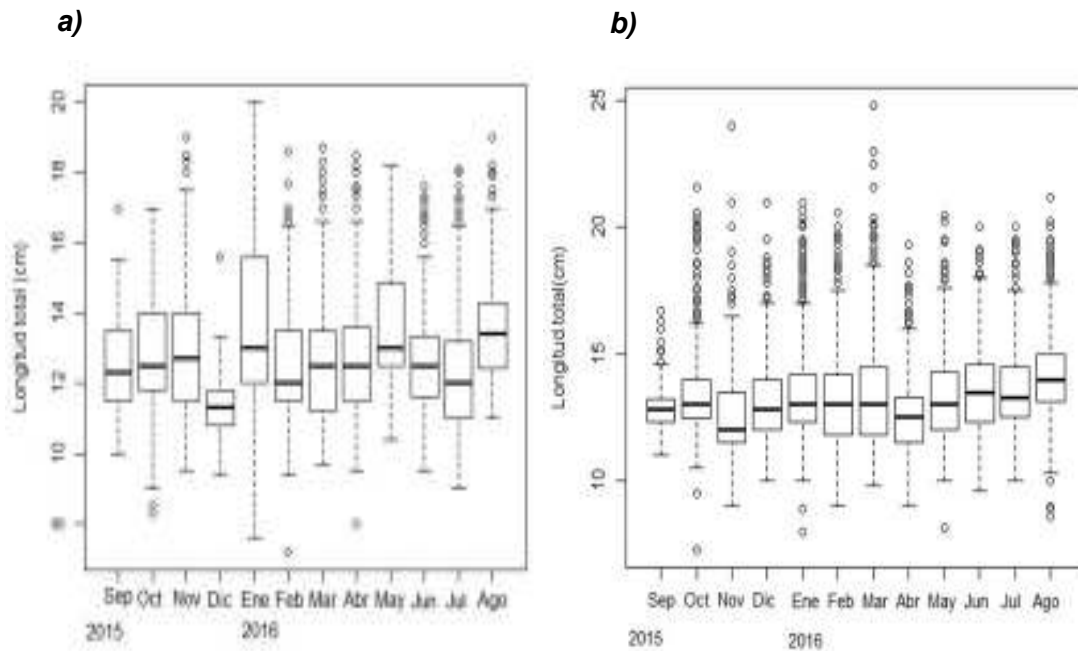 a)
20
18
16
14
12
10
8
Longitud total (cm)
Sep Oct Nov Dic Ene Feb Mar Abr May Jun Jul Ago
2015 2016
b)
25
20
15
10
Longitud total(cm)
Sep Oct Nov Dic Ene Feb Mar Abr May Jun Jul Ago
2015 2016